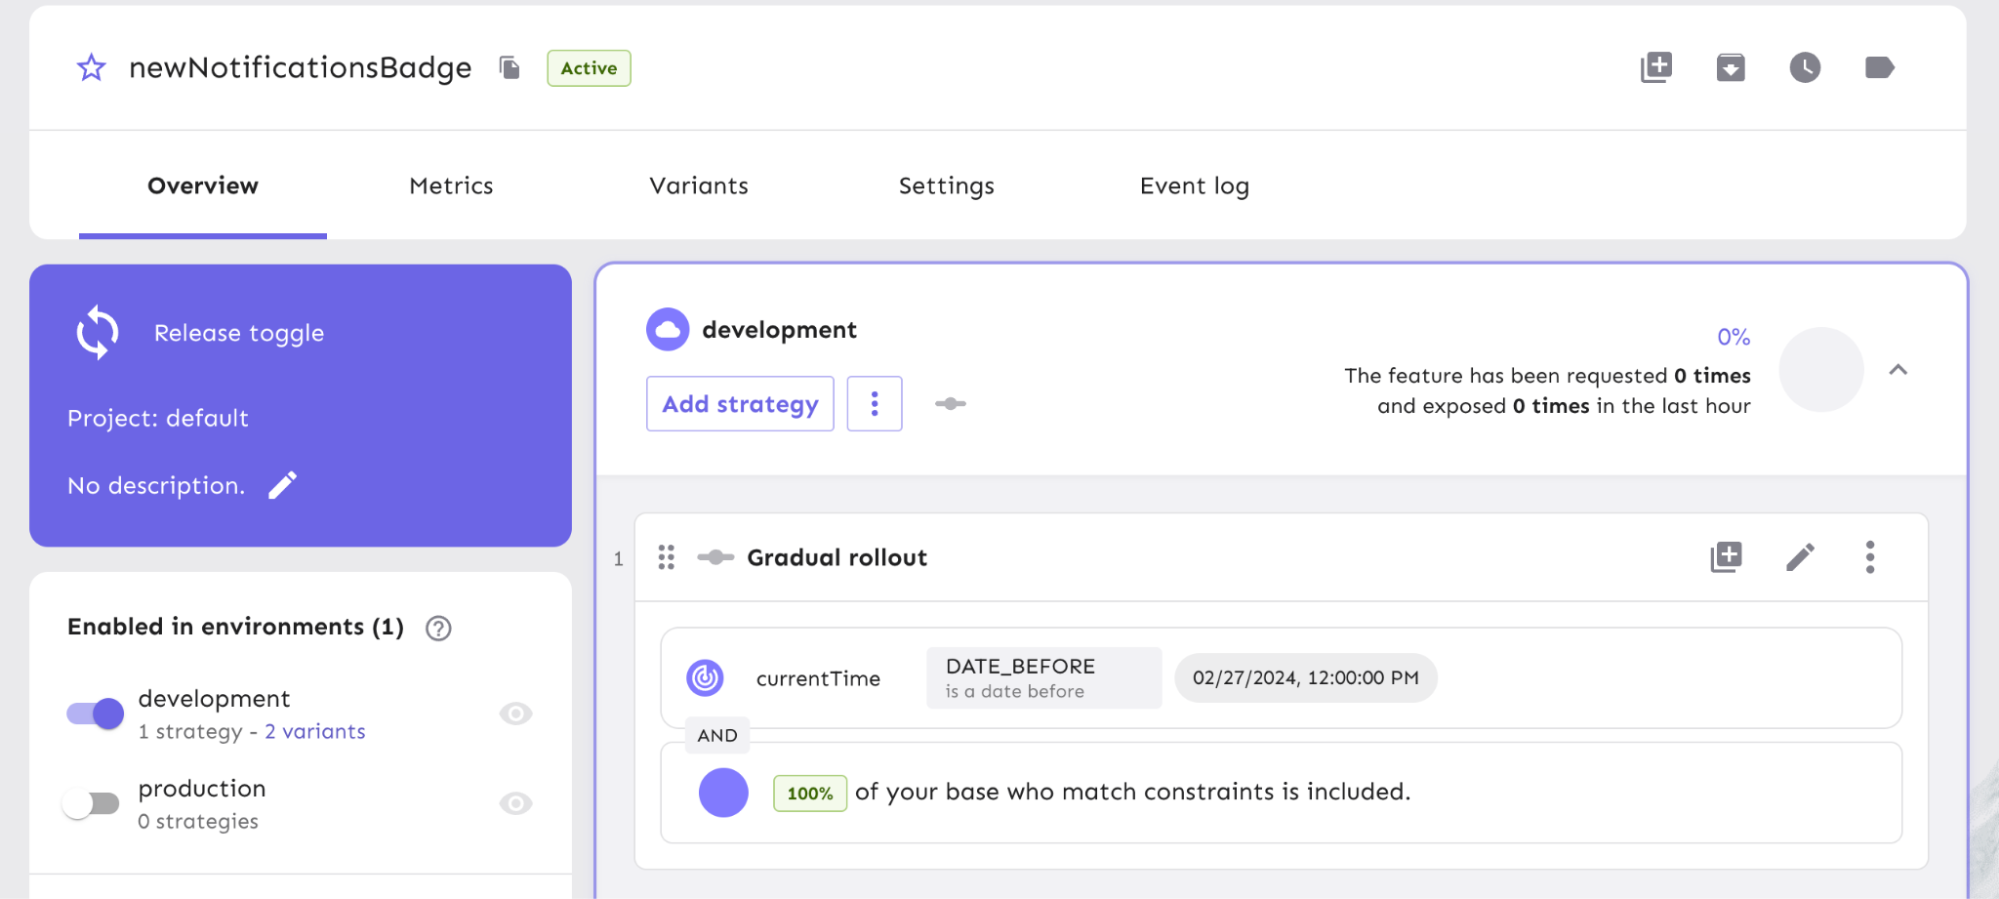 newNotificationsBadge
Active
Overview
Metrics
Variants
Settings
Event log
Release toggle
Project: default
No description.
Enabled in environments (1)
?
development
1 strategy - 2 variants
production
0 strategies
development
Add strategy
0%
The feature has been requested 0 times
and exposed 0 times in the last hour
1
Gradual rollout
currentTime
DATE_BEFORE
is a date before
02/27/2024, 12:00:00 PM
AND
100% of your base who match constraints is included.